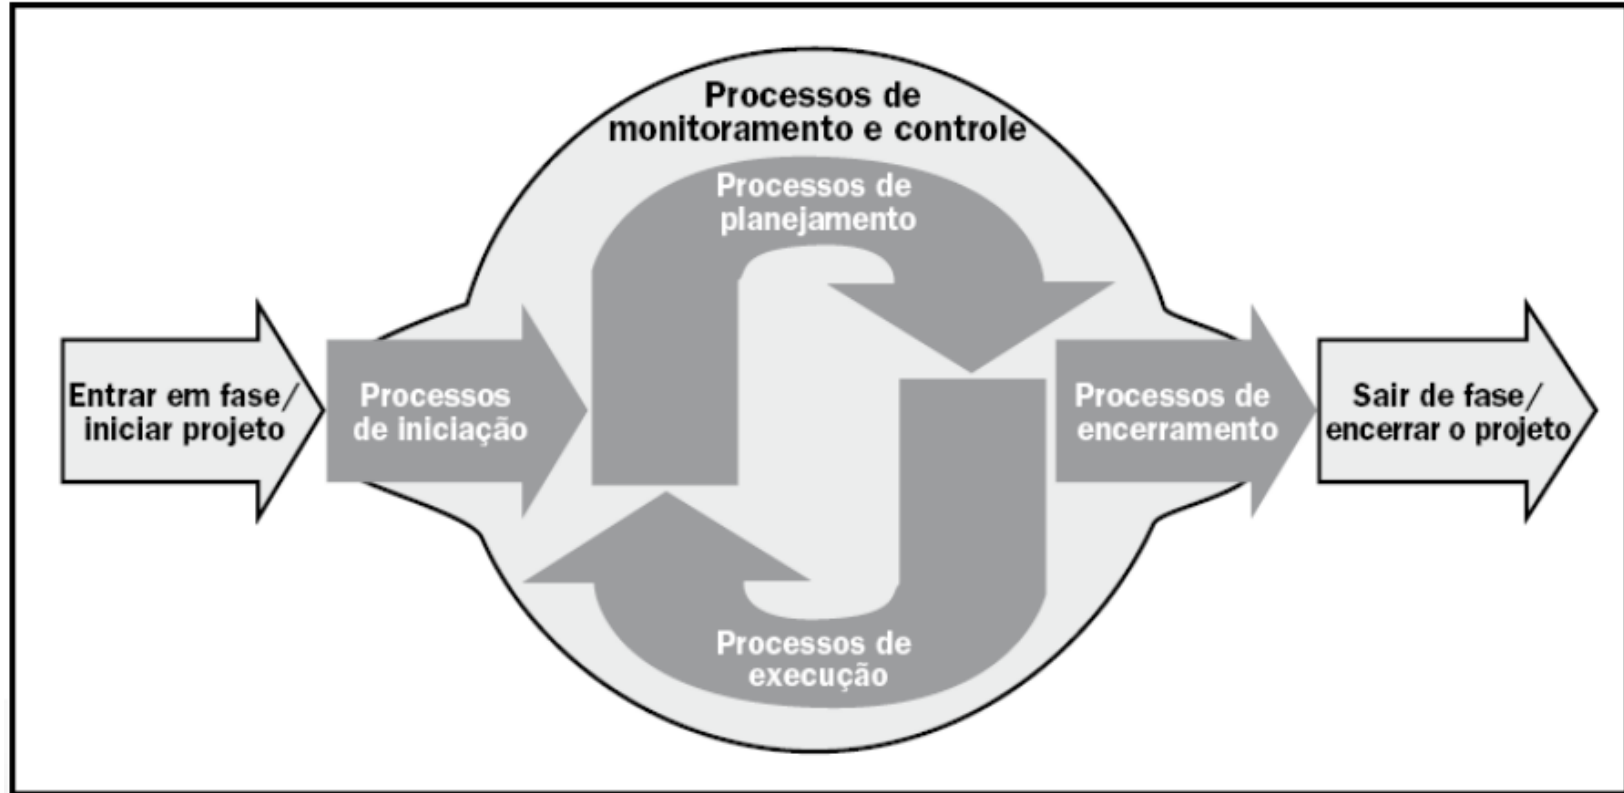 Processos de
monitoramento e controle
Processos de
planejamento
Entrar em fase/
iniciar projeto
Processos
de iniciação
Processos de
encerramento
Sair de fase/
encerrar o projeto
Processos de
execução